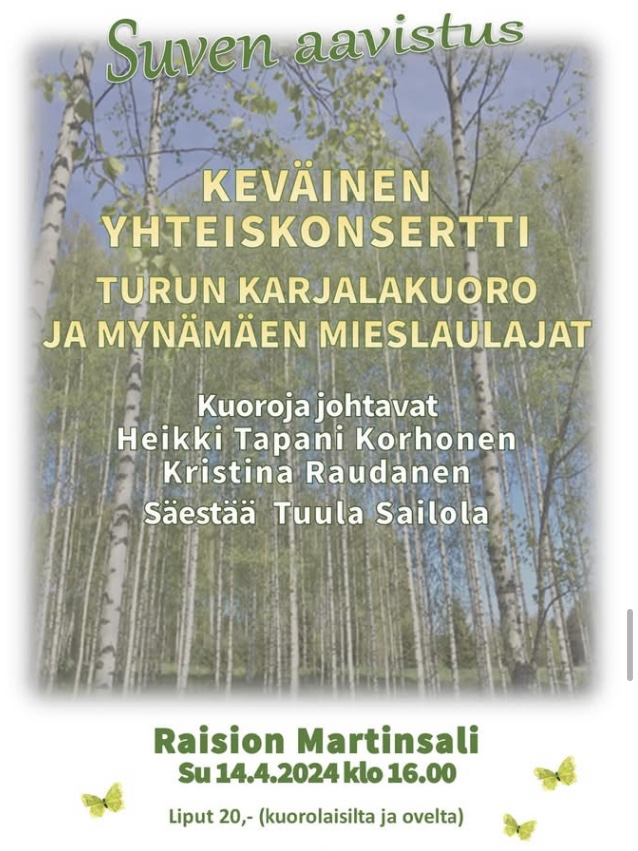 Suven aavistus
KEVÄINEN
YHTEISKONSERTTI
TURUN KARJALAKUORO
JA MYNÄMÄEN MIESLAULAJAT
Kuoroja johtavat
Heikki Tapani Korhonen
Kristina Raudanen
Säestää Tuula Sailola
Raision Martinsali
Su 14.4.2024 klo 16.00
Liput 20,- (kuorolaisilta ja ovelta)